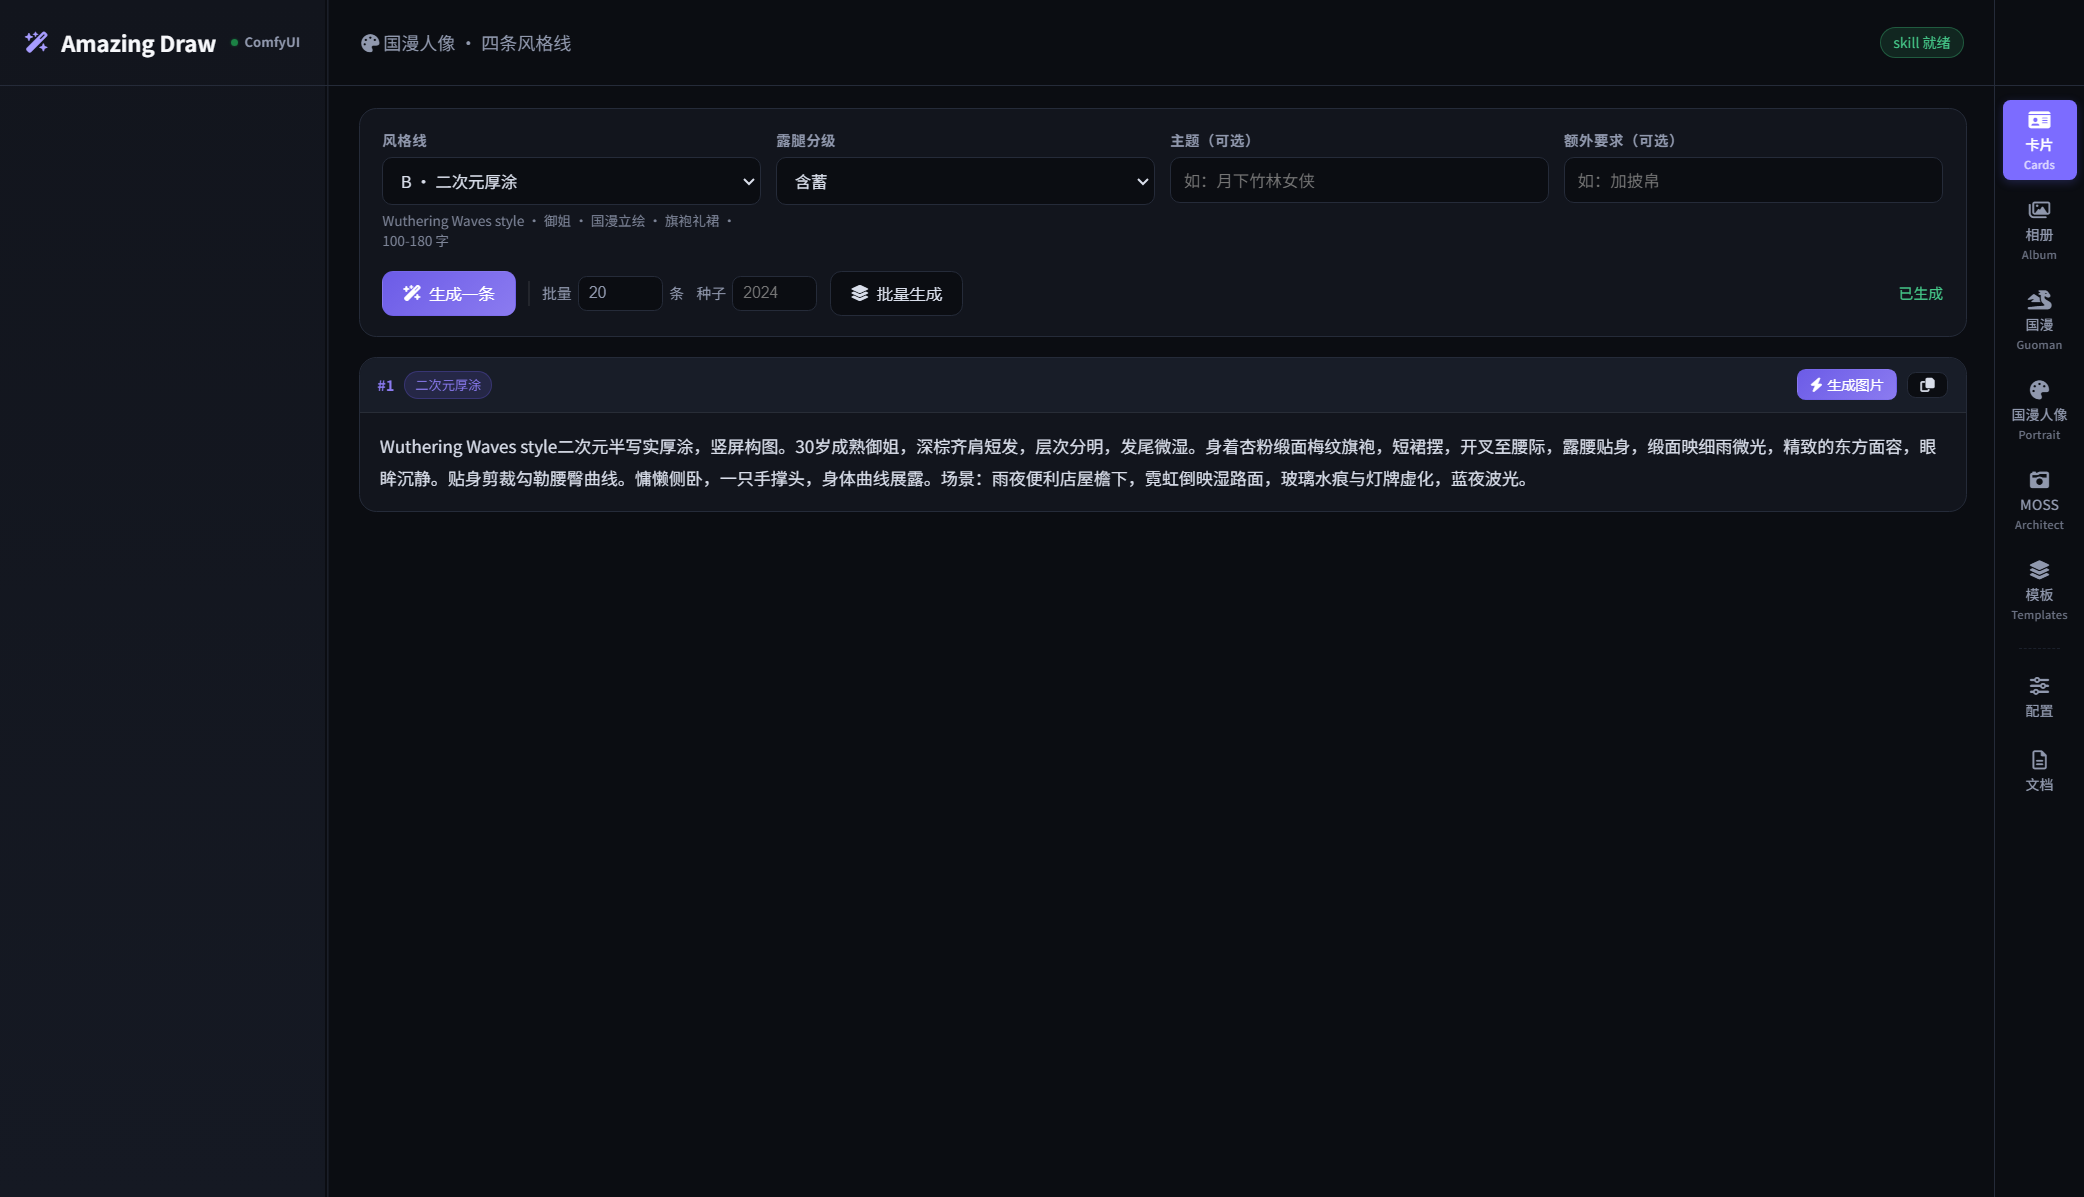 Amazing Draw
ComfyUI
国漫人像 · 四条风格线
skill 就绪
风格线
露腿分级
主题（可选）
额外要求（可选）
B · 二次元厚涂
含蓄
如：月下竹林女侠
如：加披帛
Wuthering Waves style · 御姐 · 国漫立绘 · 旗袍礼裙 ·
100-180 字
生成一条
批量
20
条
种子
2024
批量生成
已生成
#1
二次元厚涂
生成图片
Wuthering Waves style二次元半写实厚涂，竖屏构图。30岁成熟御姐，深棕齐肩短发，层次分明，发尾微湿。身着杏粉缎面梅纹旗袍，短裙摆，开叉至腰际，露腰贴身，缎面映细雨微光，精致的东方面容，眼
眸沉静。贴身剪裁勾勒腰臀曲线。慵懒侧卧，一只手撑头，身体曲线展露。场景：雨夜便利店屋檐下，霓虹倒映湿路面，玻璃水痕与灯牌虚化，蓝夜波光。
卡片
Cards
相册
Album
国漫
Guoman
国漫人像
Portrait
MOSS
Architect
模板
Templates
配置
文档